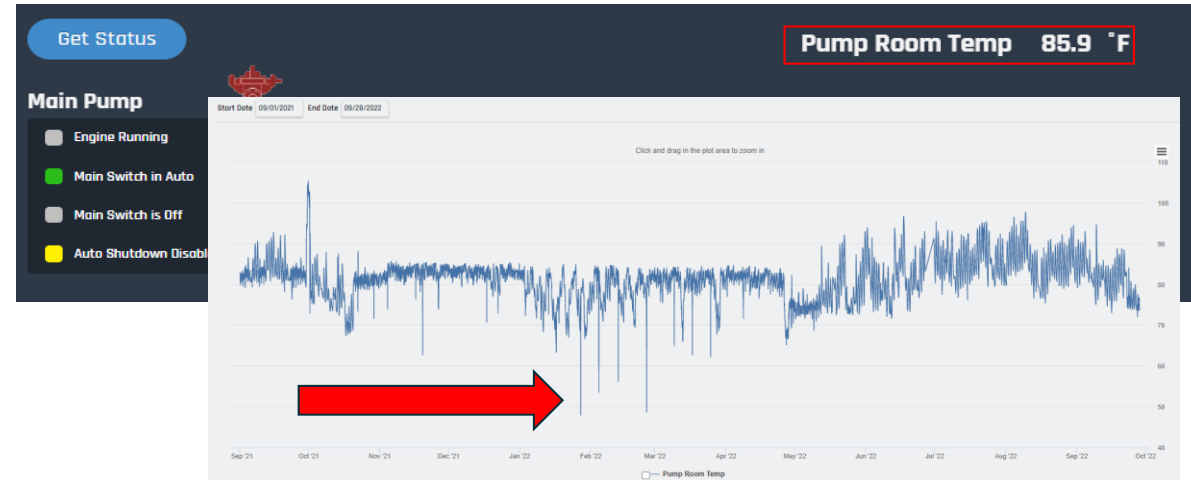 Get Status
Pump Room Temp 85.9 °F
Main Pump
Engine Running
Main Switch in Auto
Main Switch is Off
Auto Shutdown Disabl
Start Date 09/01/2021 End Date 09/28/2022
Click and drag in the plot area to zoom in
110
100
90
80
70
60
50
40
Sep '21 Oct '21 Nov '21 Dec '21 Jan '22 Feb '22 Mar '22 Apr '22 May '22 Jun '22 Jul '22 Aug '22 Sep '22 Oct '22
Pump Room Temp